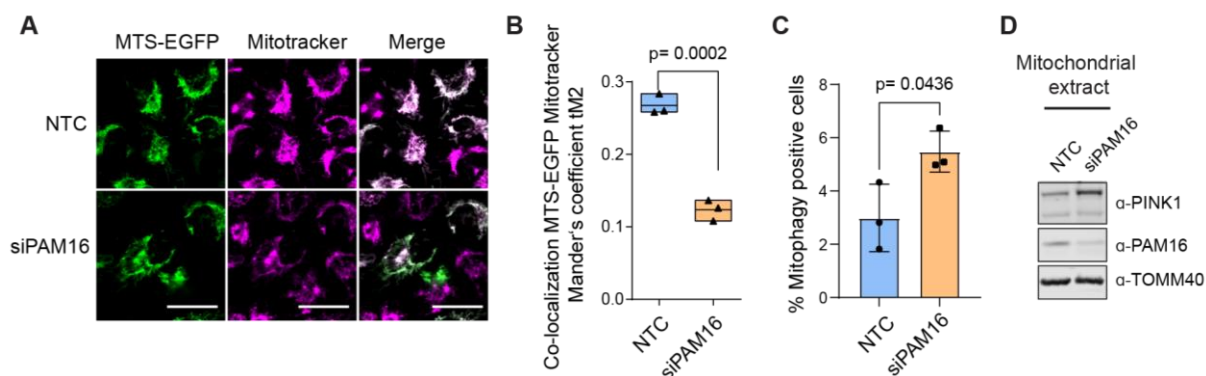 A
MTS-EGFP Mitotracker Merge
NTC
siPAM16
B
Co-localization MTS-EGFP Mitotracker
Mander's coefficient tM2
p= 0.0002
0.3
0.2
0.1
0.0
NTC
siPAM16
C
% Mitophagy positive cells
p= 0.0436
8
6
4
2
0
NTC
siPAM16
D
Mitochondrial
extract
NTC
siPAM16
α-PINK1
α-PAM16
α-TOMM40